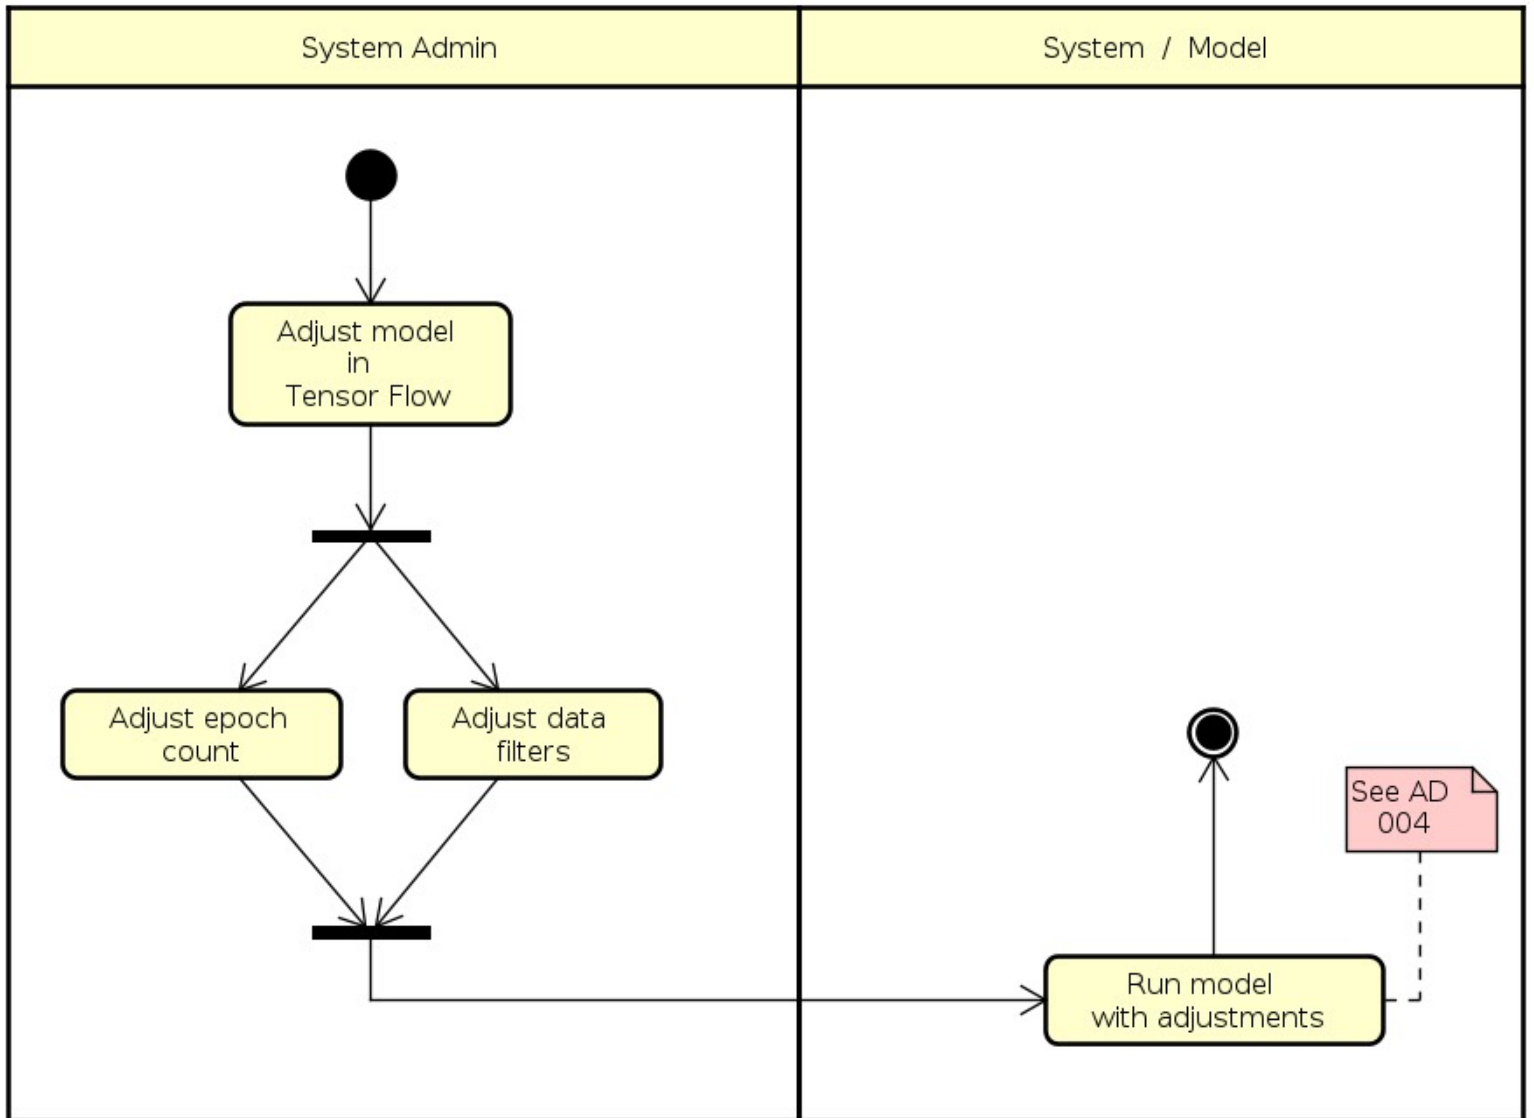 System Admin
System / Model
Adjust model
in
Tensor Flow
Adjust epoch
count
Adjust data
filters
See AD
004
Run model
with adjustments